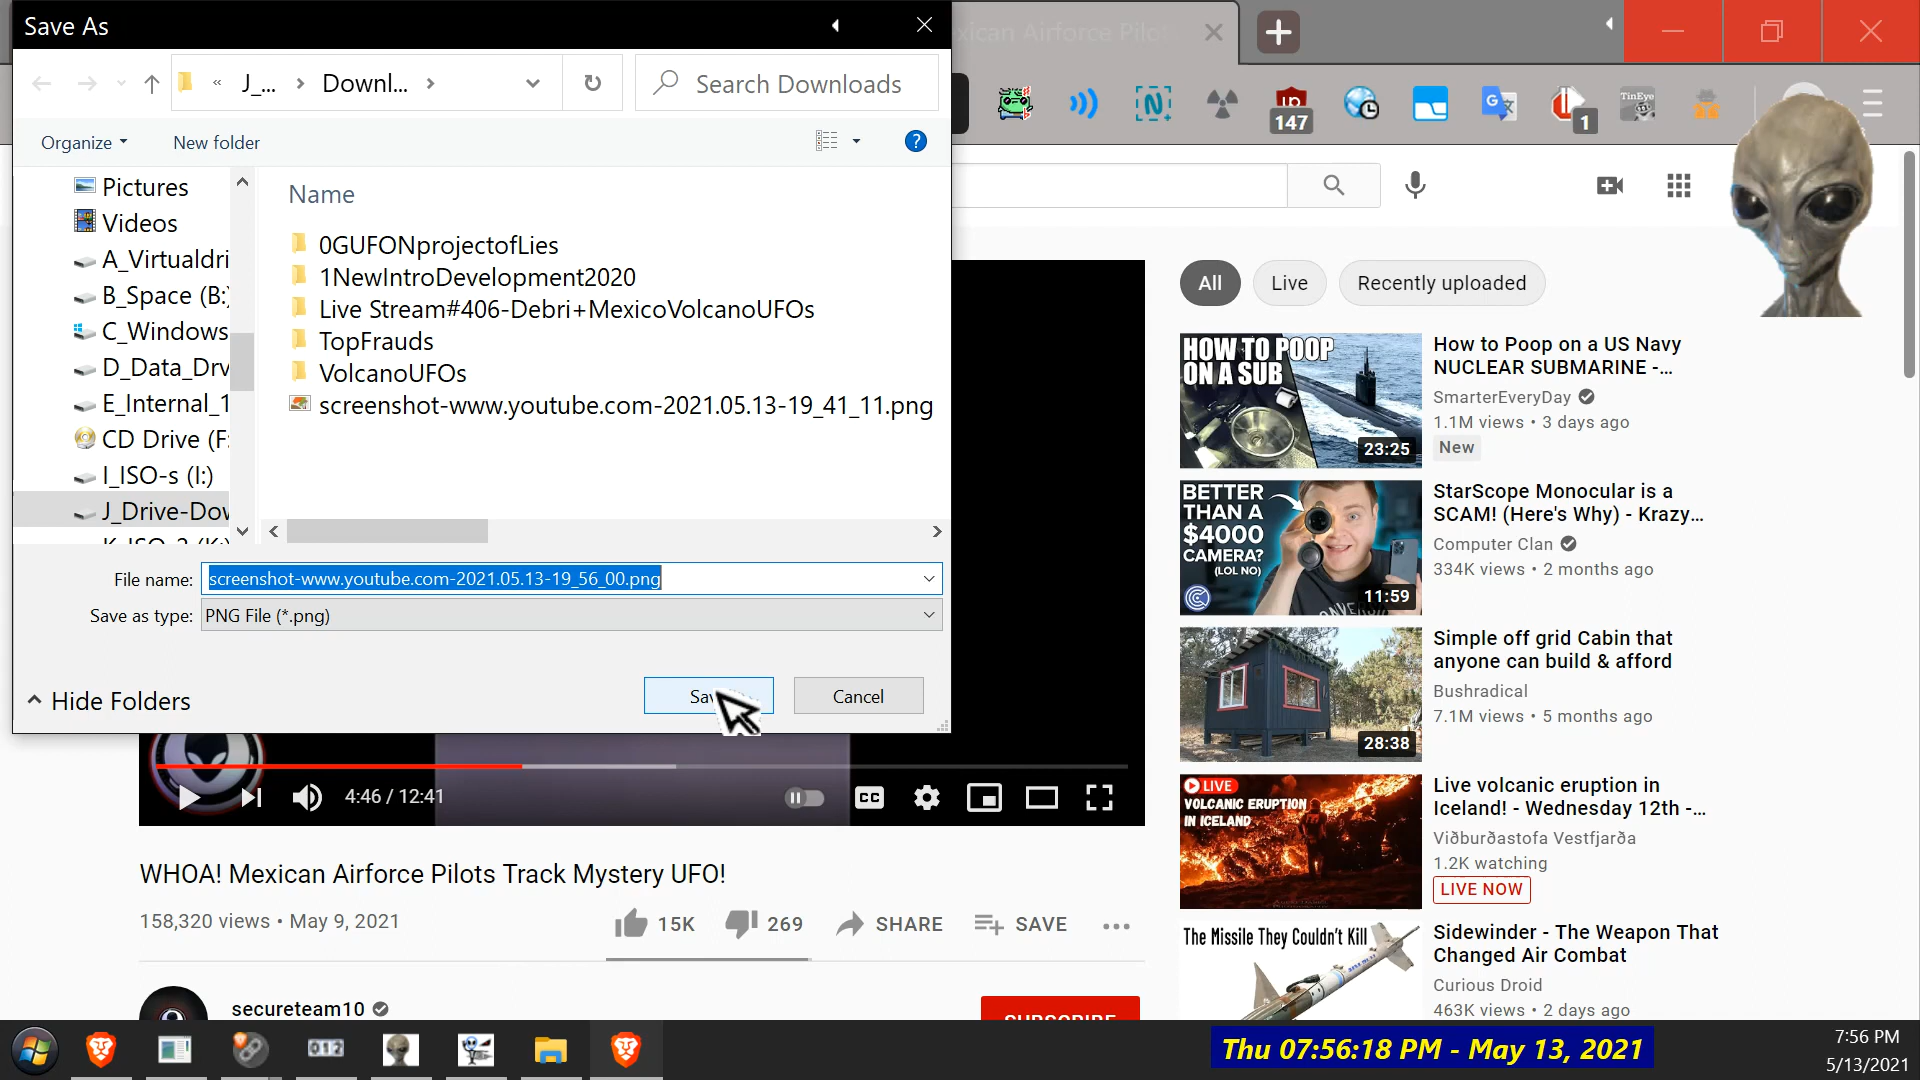 Save As
xican Airforce Pilot
« J_... > Downl... >
Search Downloads
147
1
TinEye
Organize
New folder
?
Pictures
Videos
A_Virtualdri
B_Space (B:)
C_Windows
D_Data_Drv
E_Internal_1
CD Drive (F:
I_ISO-s (I:)
J_Drive-Dov
Name
0GUFONprojectofLies
1NewIntroDevelopment2020
Live Stream#406-Debri+MexicoVolcanoUFOs
TopFrauds
VolcanoUFOs
screenshot-www.youtube.com-2021.05.13-19_41_11.png
File name: screenshot-www.youtube.com-2021.05.13-19_56_00.png
Save as type: PNG File (*.png)
Hide Folders
Sav
Cancel
4:46 / 12:41
CC
WHOA! Mexican Airforce Pilots Track Mystery UFO!
158,320 views • May 9, 2021
15K
269
SHARE
SAVE
secureteam10
SUBSCRIBE
All
Live
Recently uploaded
HOW TO POOP
ON A SUB
23:25
How to Poop on a US Navy
NUCLEAR SUBMARINE -...
SmarterEveryDay
1.1M views • 3 days ago
New
BETTER
THAN A
$4000
CAMERA?
(LOL NO)
11:59
StarScope Monocular is a
SCAM! (Here's Why) - Krazy...
Computer Clan
334K views • 2 months ago
28:38
Simple off grid Cabin that
anyone can build & afford
Bushradical
7.1M views • 5 months ago
LIVE
VOLCANIC ERUPTION
IN ICELAND
Live volcanic eruption in
Iceland! - Wednesday 12th -...
Viðburðastofa Vestfjarða
1.2K watching
LIVE NOW
The Missile They Couldn't Kill
Sidewinder - The Weapon That
Changed Air Combat
Curious Droid
463K views • 2 days ago
012
Thu 07:56:18 PM - May 13, 2021
7:56 PM
5/13/2021